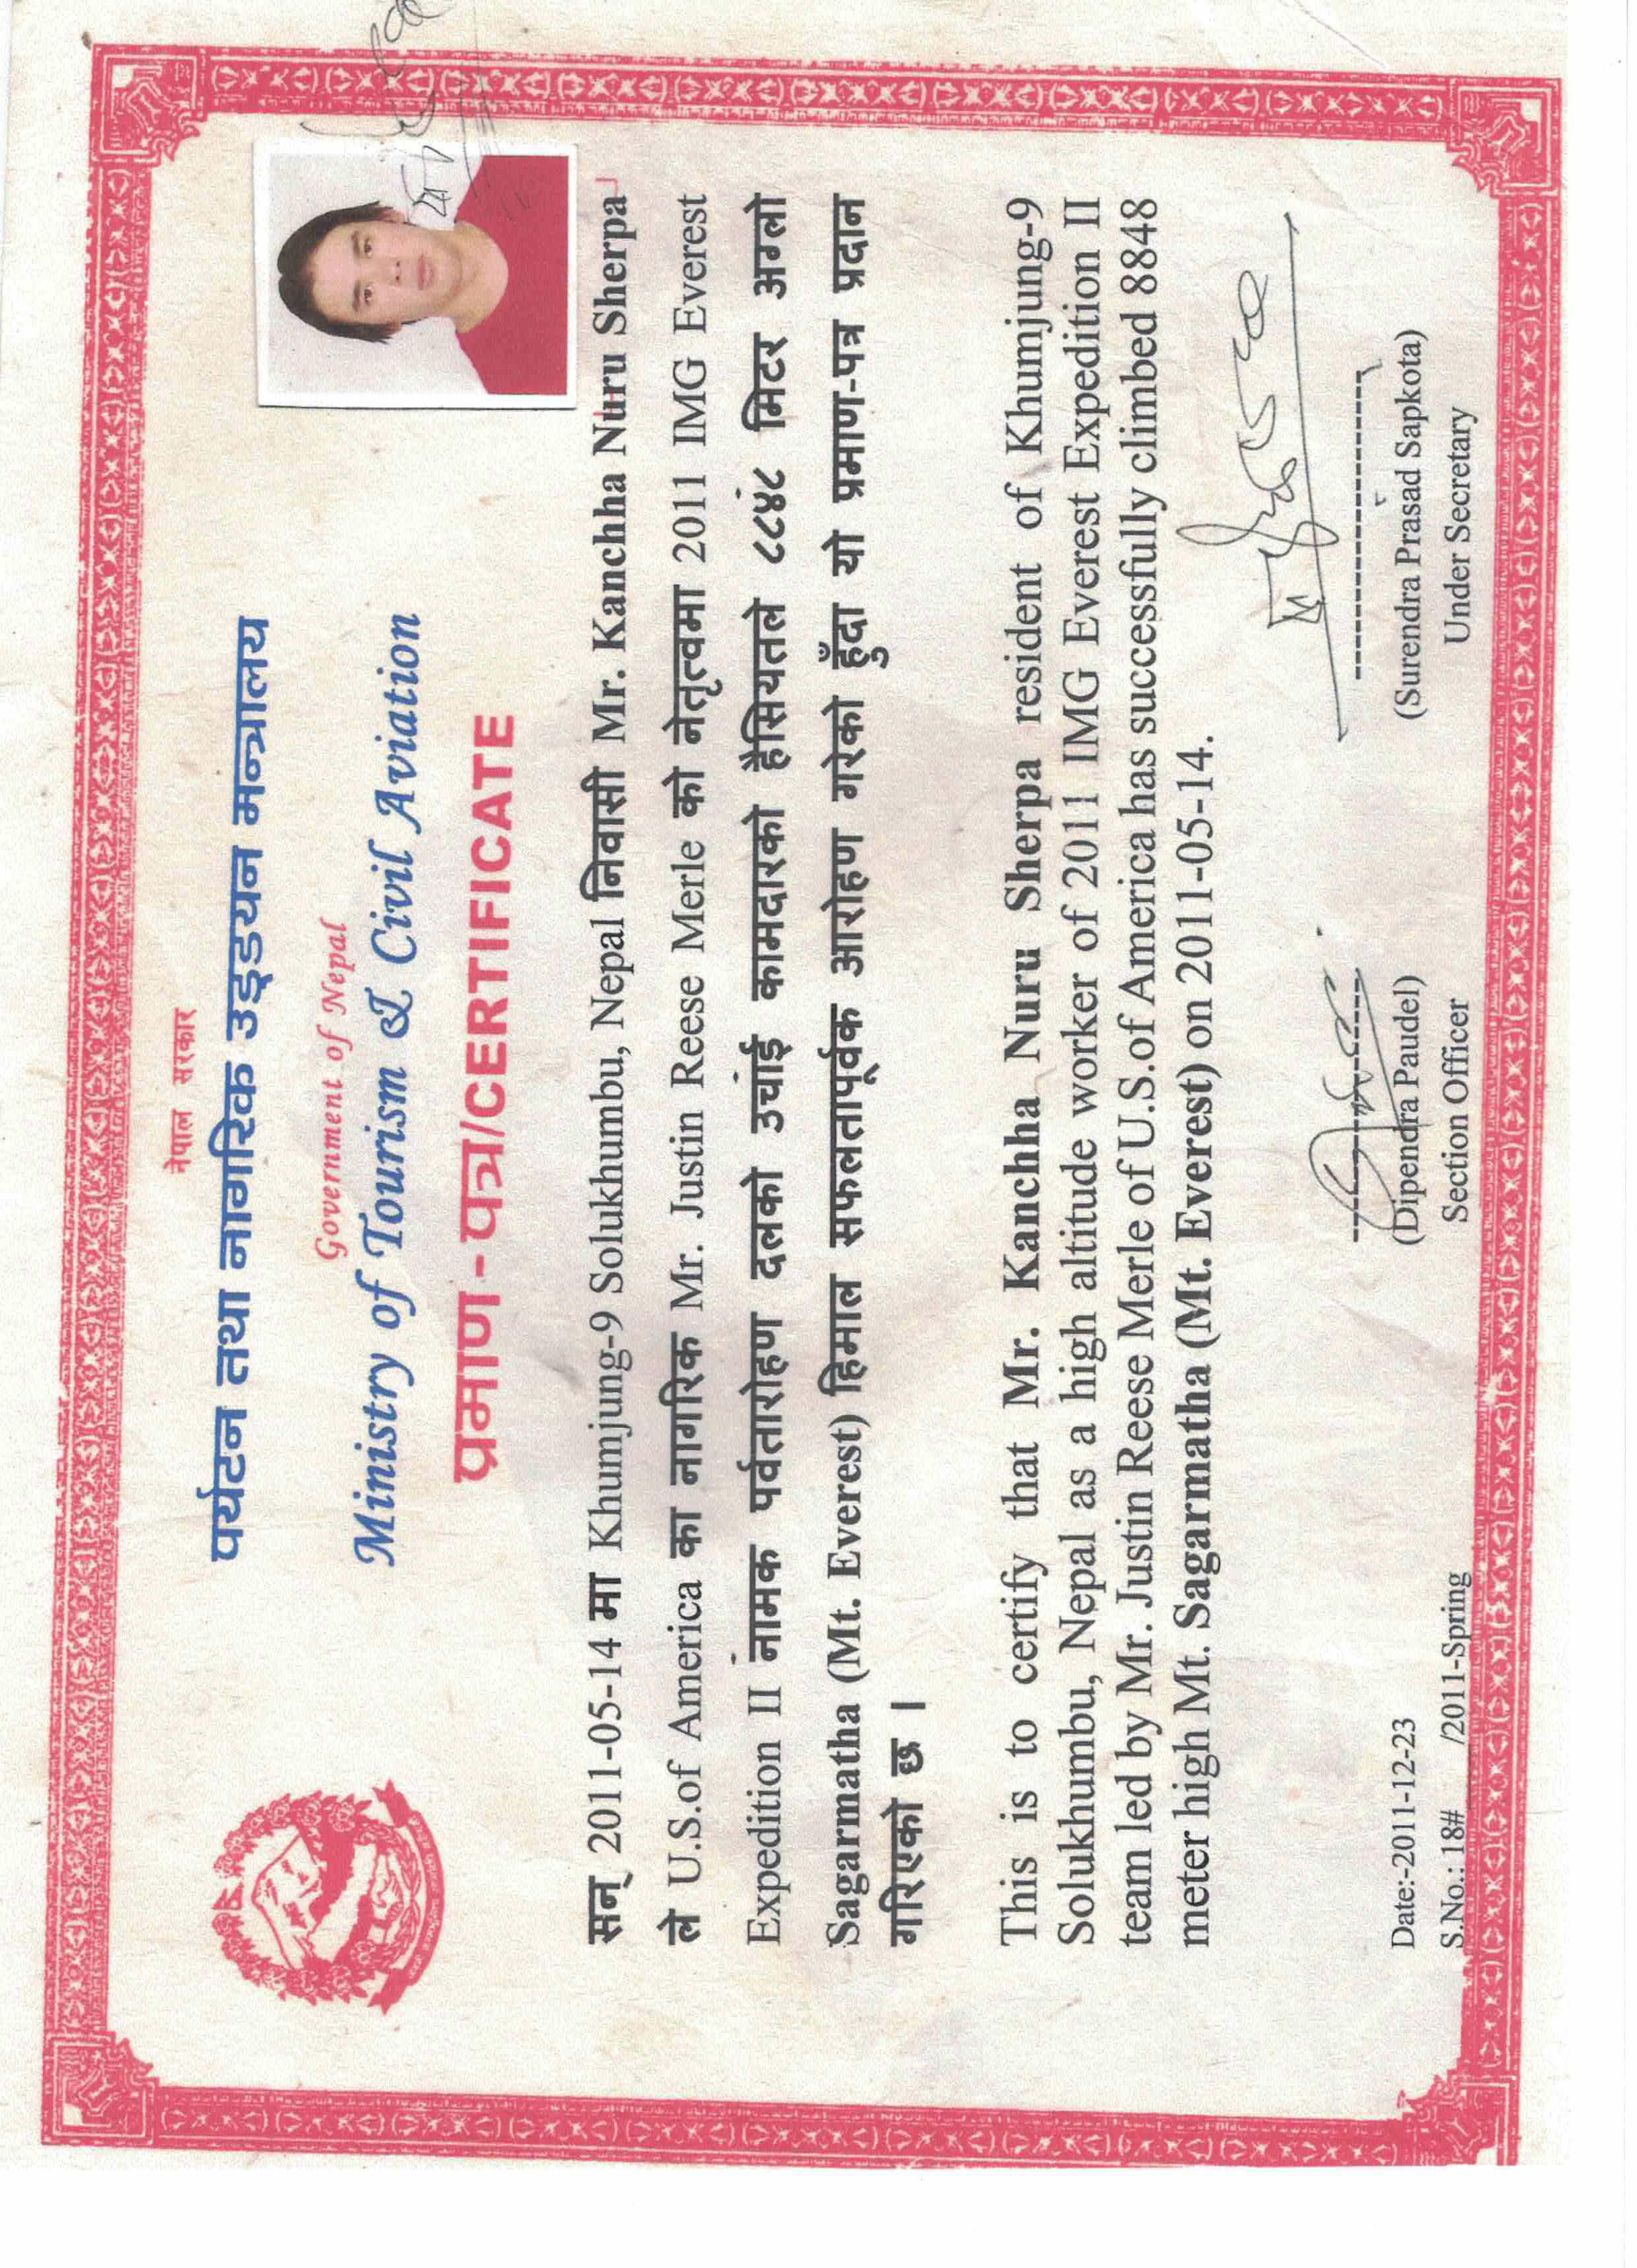 नेपाल सरकार
पर्यटन तथा नागरिक उड्डयन मन्त्रालय
Government of Nepal
Ministry of Tourism & Civil Aviation
प्रमाण-पत्र/CERTIFICATE
सन् 2011-05-14 मा Khumjung-9 Solukhumbu, Nepal निवासी Mr. Kanchha Nuru Sherpa
ले U.S.of America का नागरिक Mr. Justin Reese Merle को नेतृत्वमा 2011 IMG Everest
Expedition II नामक पर्वतारोहण दलको उचाई कामदारको हैसियतले ८८४८ मिटर अग्लो
Sagarmatha (Mt. Everest) हिमाल सफलतापूर्वक आरोहण गरेको हुँदा यो प्रमाण-पत्र प्रदान
गरिएको छ ।
This is to certify that Mr. Kanchha Nuru Sherpa resident of Khumjung-9
Solukhumbu, Nepal as a high altitude worker of 2011 IMG Everest Expedition II
team led by Mr. Justin Reese Merle of U.S.of America has successfully climbed 8848
meter high Mt. Sagarmatha (Mt. Everest) on 2011-05-14.
(Dipendra Paudel)
Section Officer
(Surendra Prasad Sapkota)
Under Secretary
Date:-2011-12-23
S.No.: 18# /2011-Spring